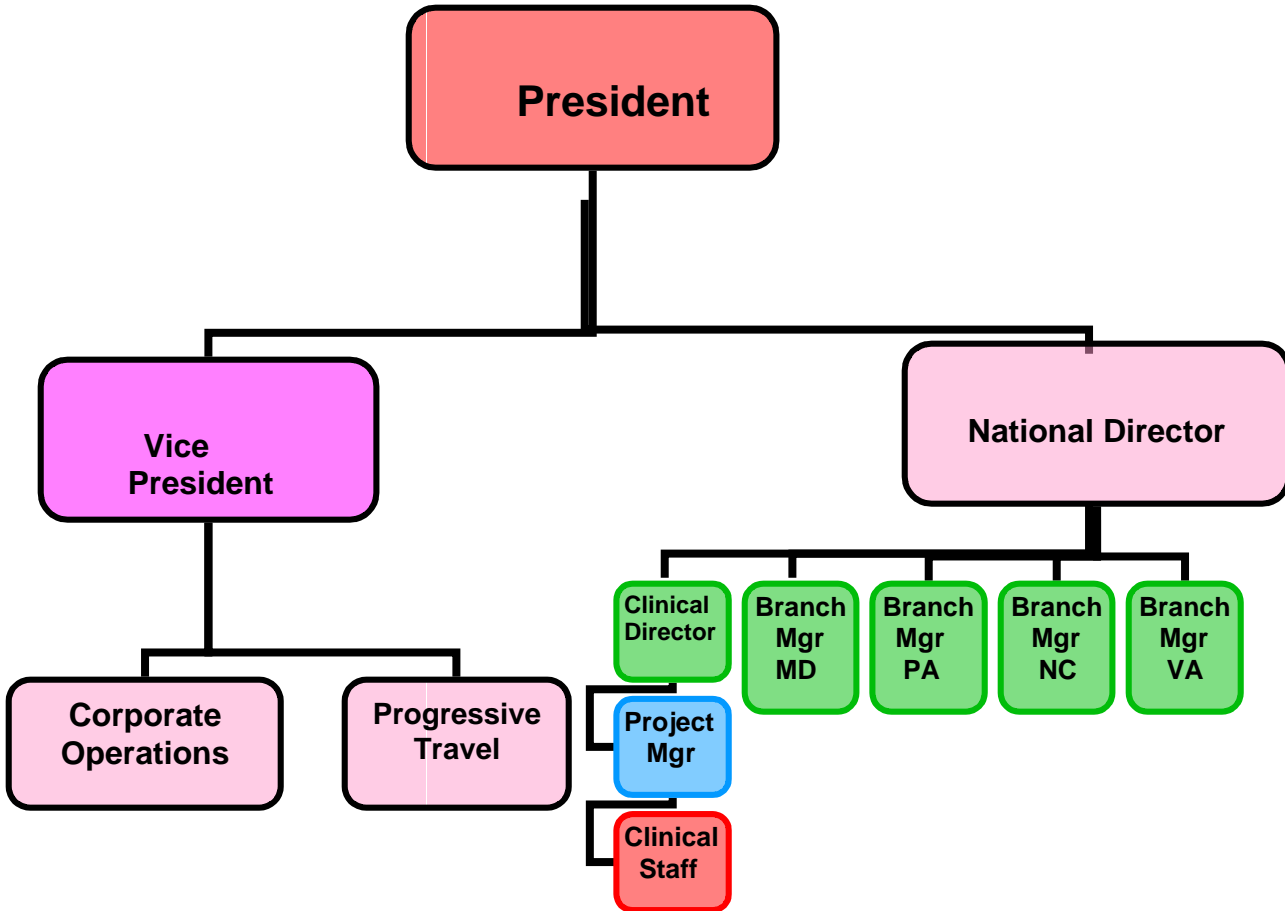 President
Vice
President
National Director
Corporate
Operations
Progressive
Travel
Clinical
Director
Branch
Mgr
MD
Branch
Mgr
PA
Branch
Mgr
NC
Branch
Mgr
VA
Project
Mgr
Clinical
Staff